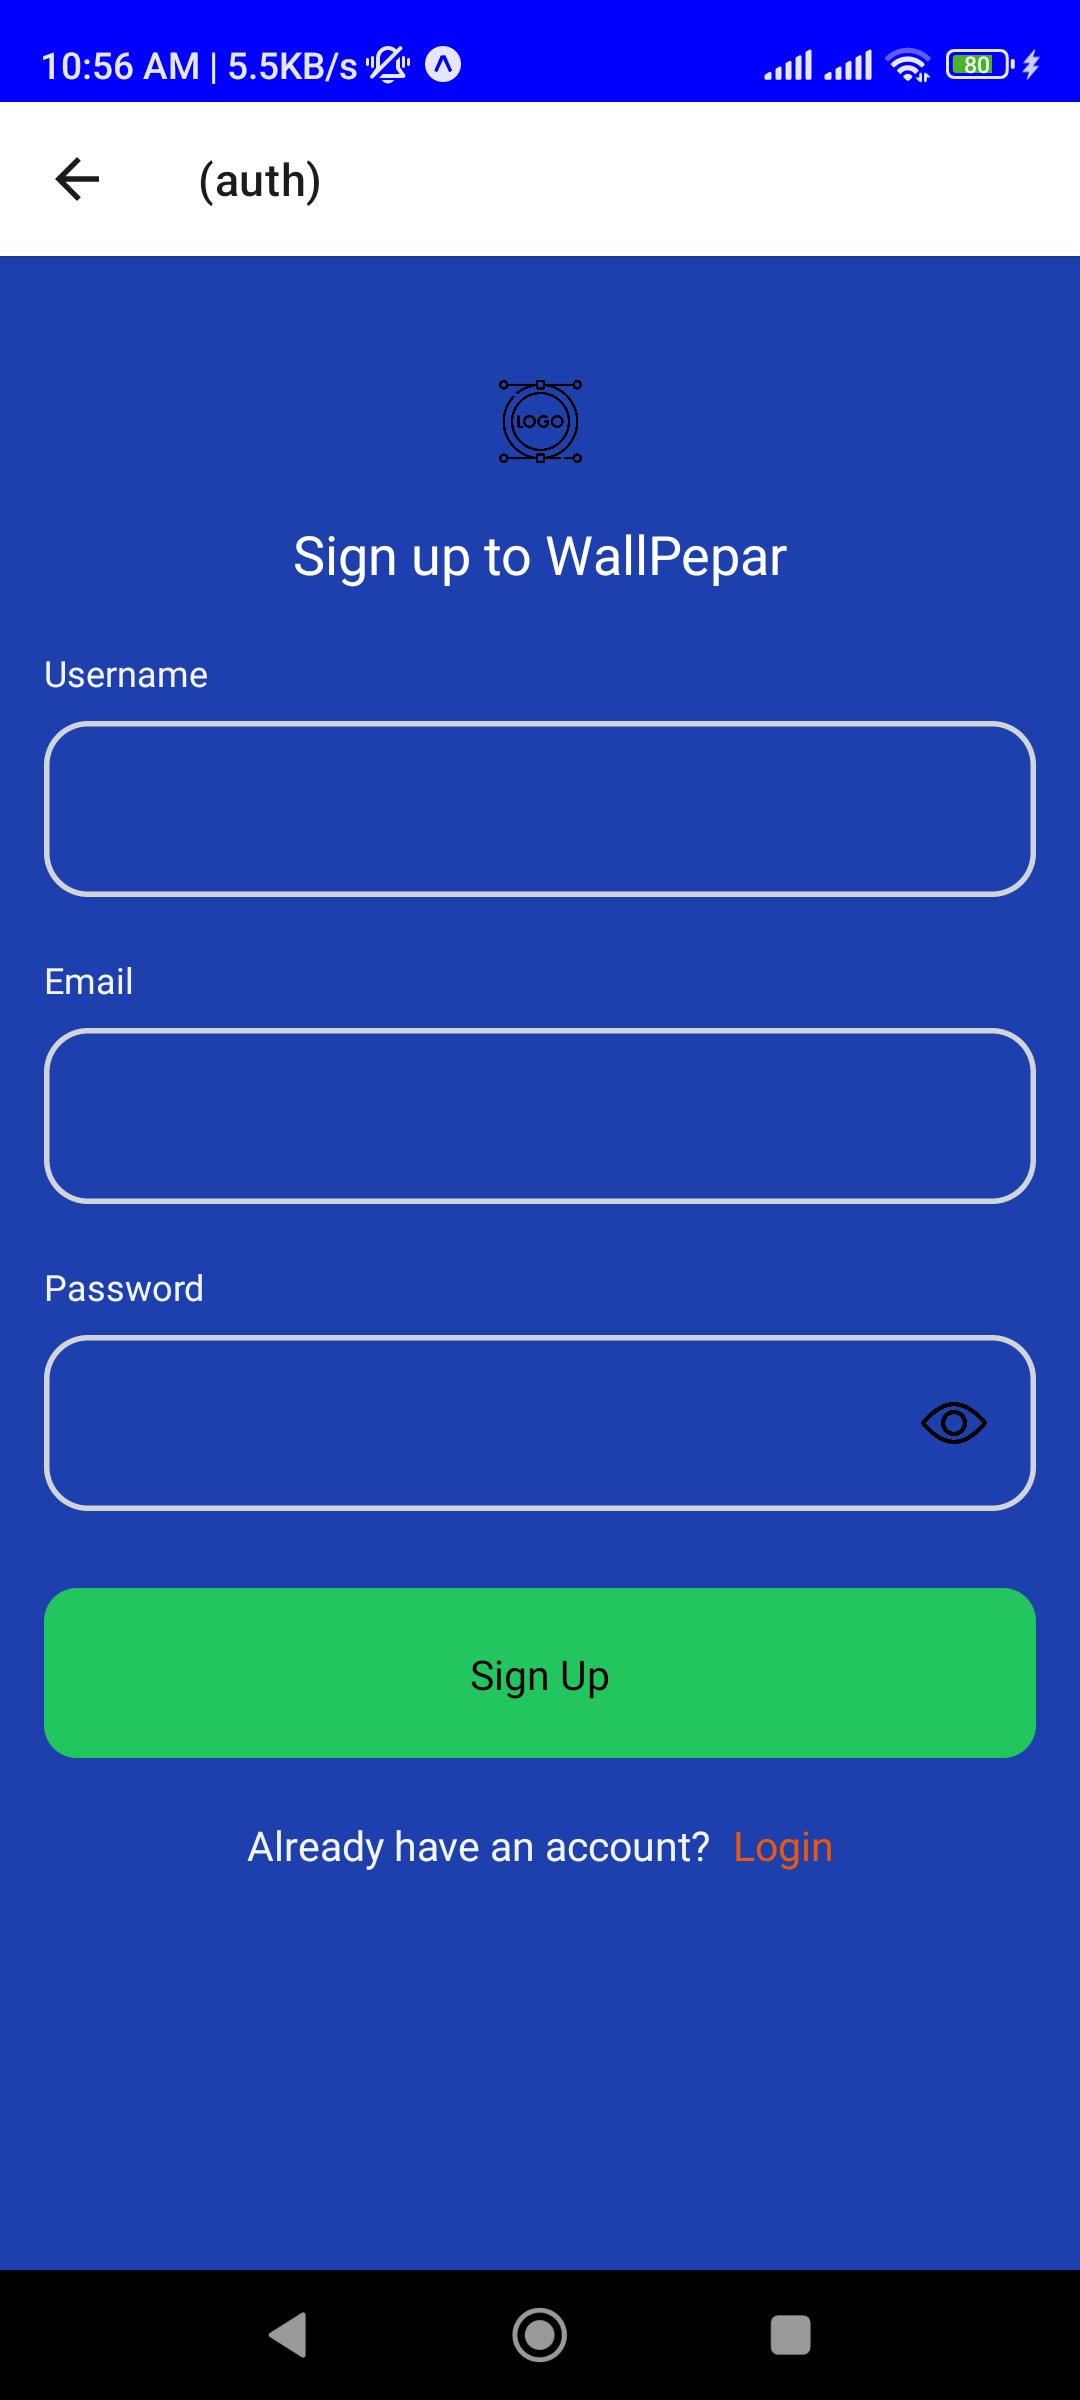 10:56 AM | 5.5KB/s 80
(auth)
LOGO
Sign up to WallPepar
Username
Email
Password
Sign Up
Already have an account? Login